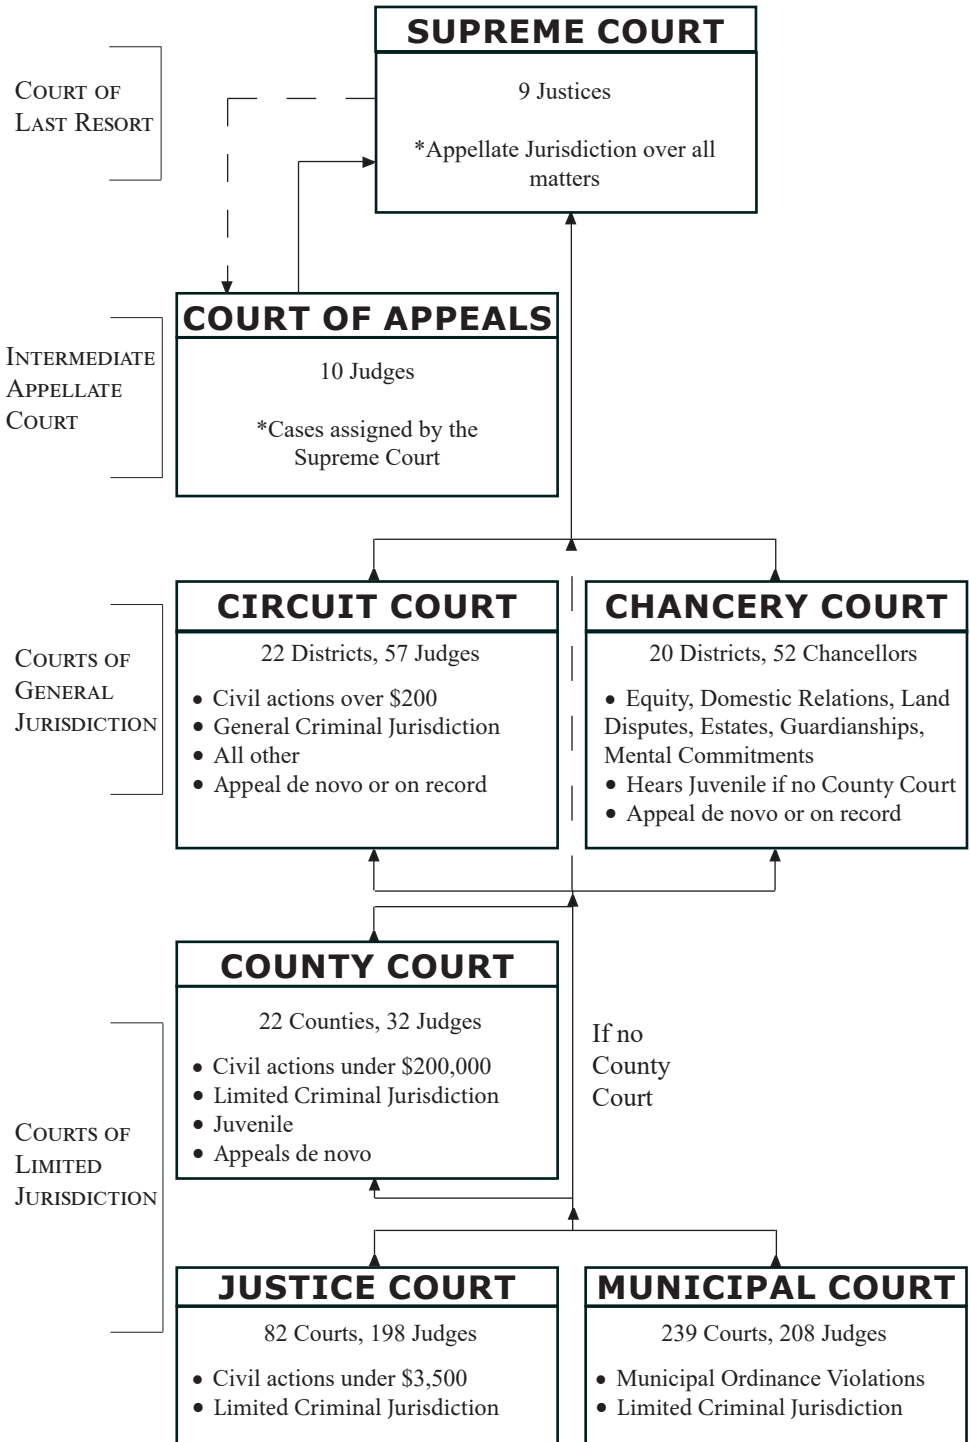 SUPREME COURT
COURT OF
LAST RESORT
9 Justices
*Appellate Jurisdiction over all
matters
COURT OF APPEALS
INTERMEDIATE
APPELLATE
COURT
10 Judges
*Cases assigned by the
Supreme Court
CIRCUIT COURT
CHANCERY COURT
COURTS OF
GENERAL
JURISDICTION
22 Districts, 57 Judges
• Civil actions over $200
• General Criminal Jurisdiction
• All other
• Appeal de novo or on record
20 Districts, 52 Chancellors
• Equity, Domestic Relations, Land
Disputes, Estates, Guardianships,
Mental Commitments
• Hears Juvenile if no County Court
• Appeal de novo or on record
COUNTY COURT
22 Counties, 32 Judges
• Civil actions under $200,000
• Limited Criminal Jurisdiction
• Juvenile
• Appeals de novo
If no
County
Court
COURTS OF
LIMITED
JURISDICTION
JUSTICE COURT
82 Courts, 198 Judges
• Civil actions under $3,500
• Limited Criminal Jurisdiction
MUNICIPAL COURT
239 Courts, 208 Judges
• Municipal Ordinance Violations
• Limited Criminal Jurisdiction